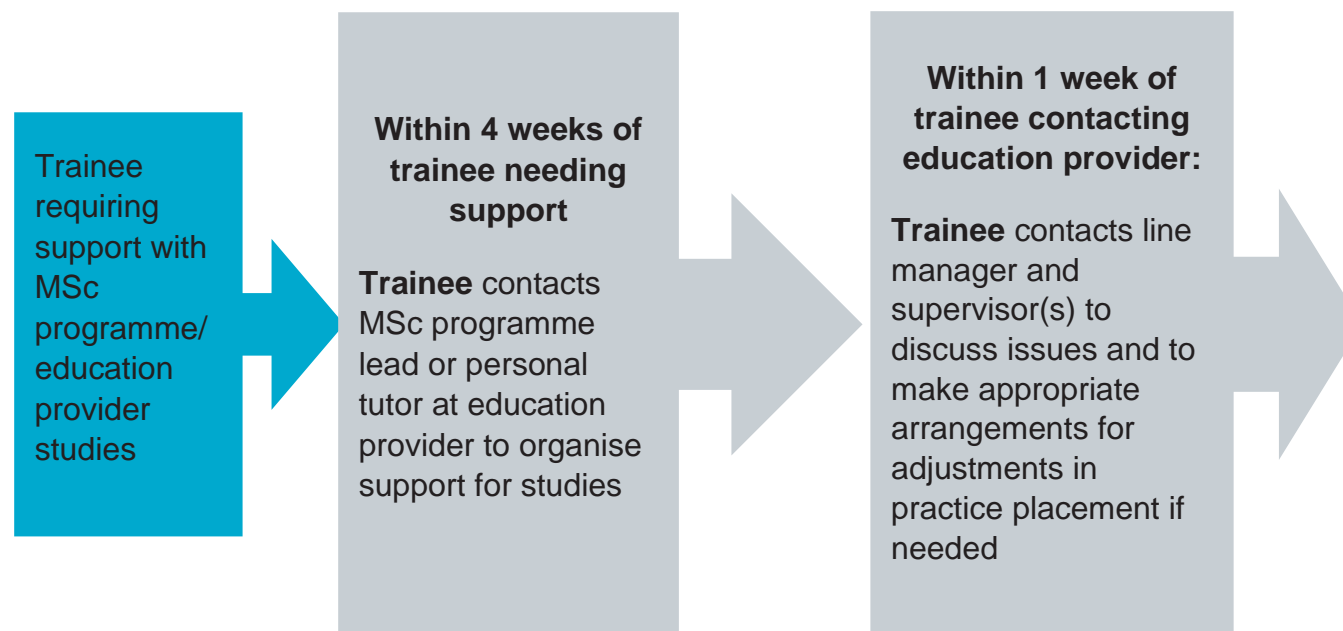 Trainee
requiring
support with
MSc
programme/
education
provider
studies
Within 4 weeks of
trainee needing
support
Trainee contacts
MSc programme
lead or personal
tutor at education
provider to organise
support for studies
Within 1 week of
trainee contacting
education provider:
Trainee contacts line
manager and
supervisor(s) to
discuss issues and to
make appropriate
arrangements for
adjustments in
practice placement if
needed